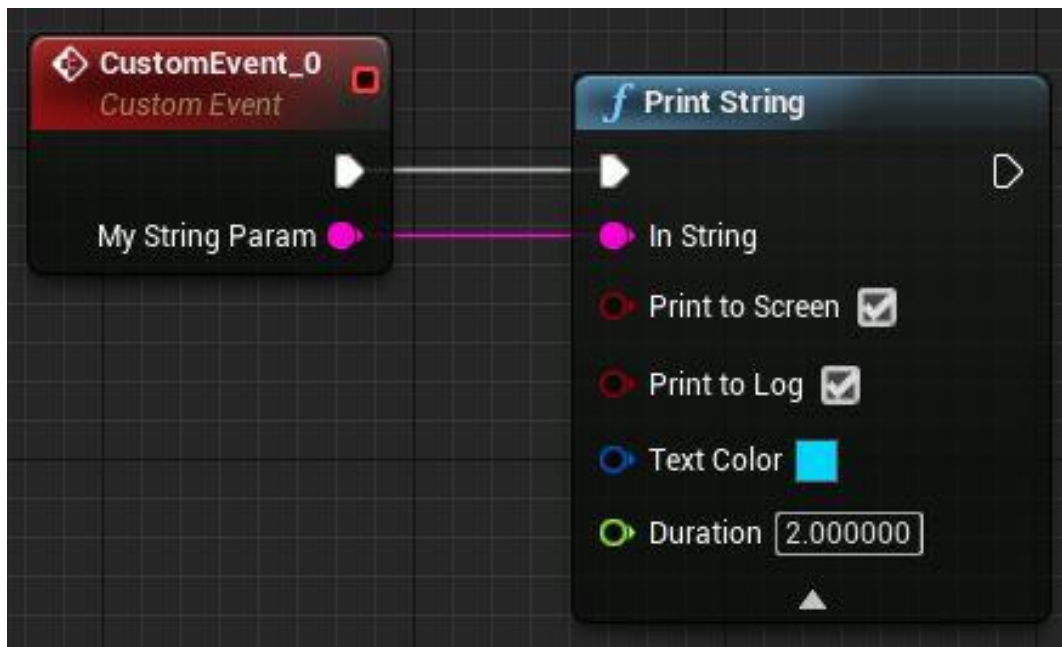 CustomEvent_0
Custom Event
My String Param
Print String
In String
Print to Screen
Print to Log
Text Color
Duration 2.000000